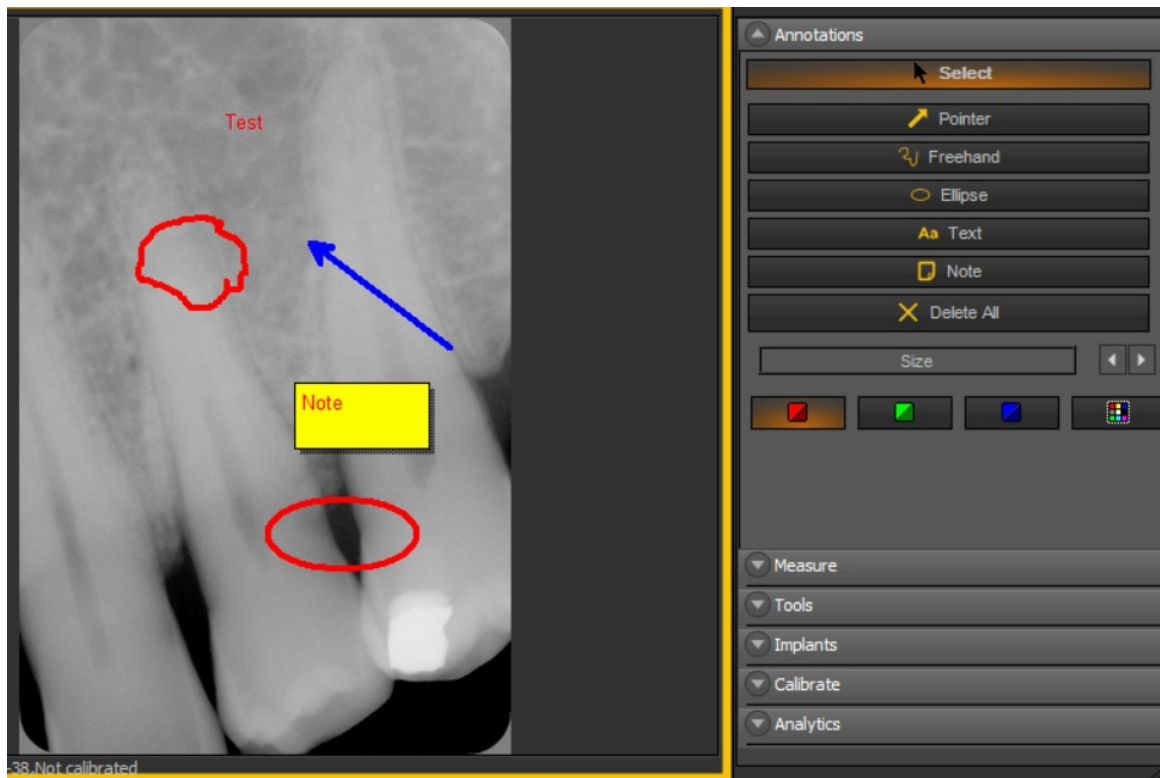 Test
Note
-38,Not calibrated
Annotations
Select
Pointer
Freehand
Ellipse
Aa Text
Note
Delete All
Size
Measure
Tools
Implants
Calibrate
Analytics